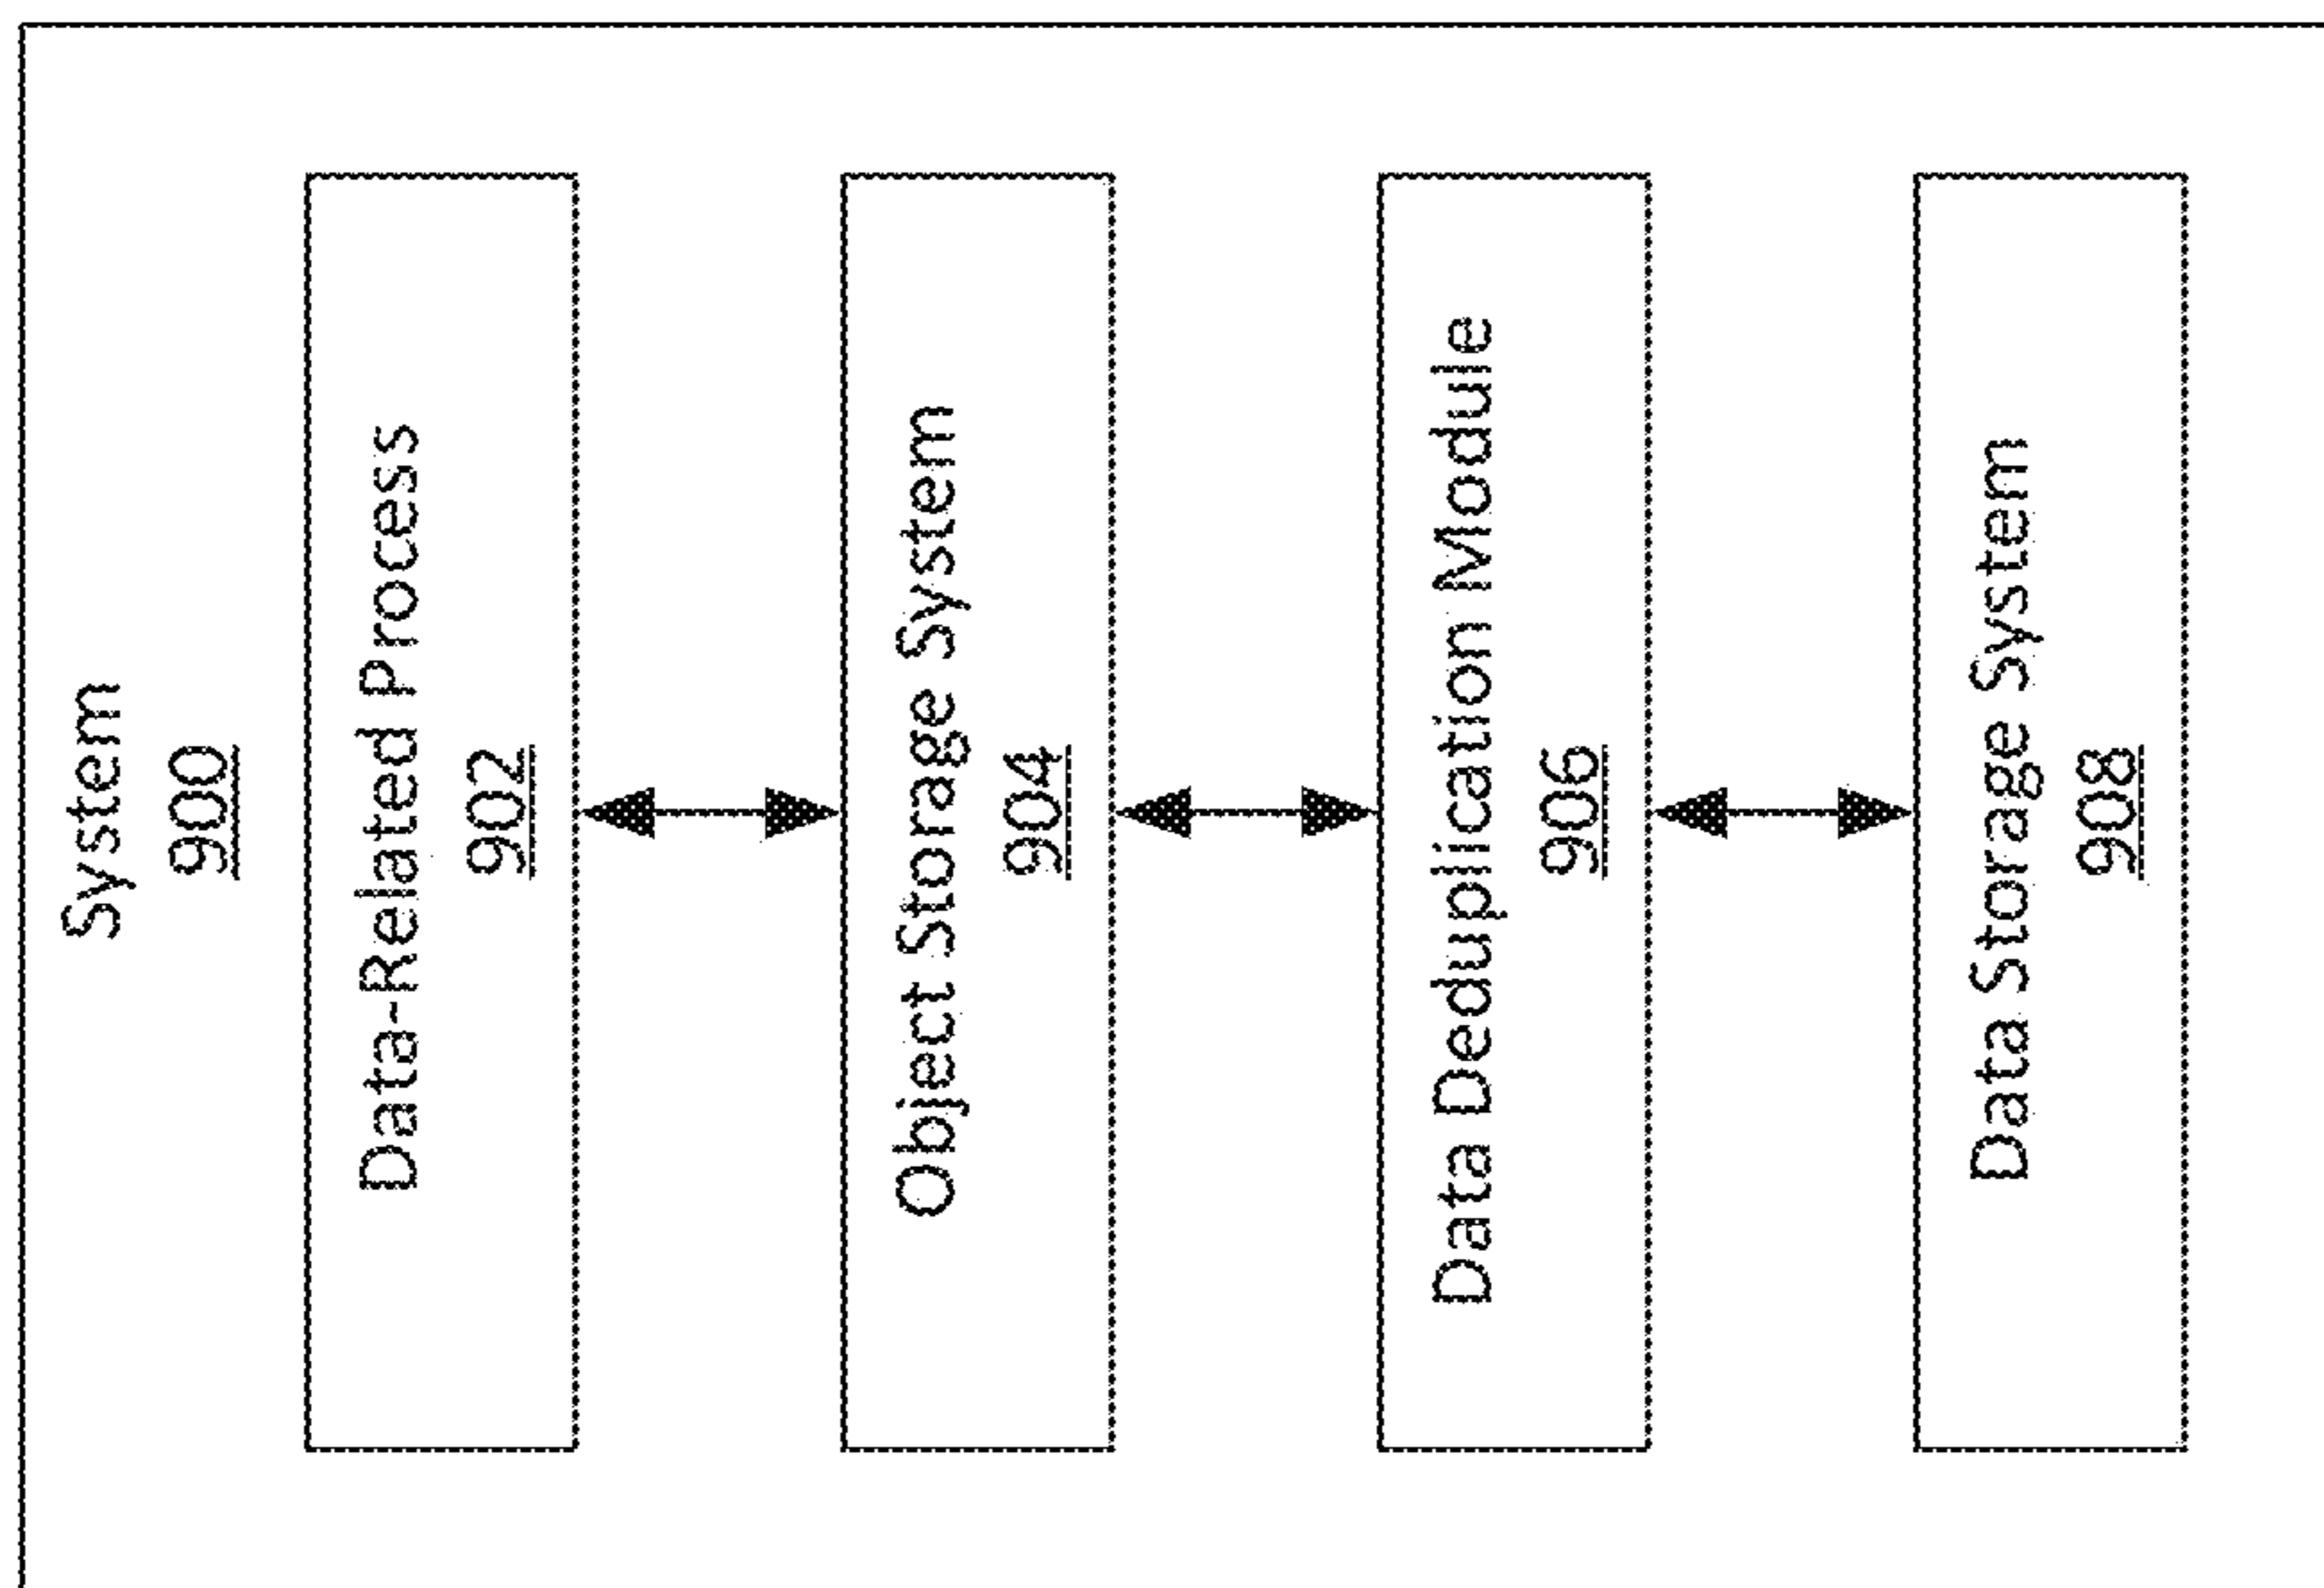 System
900
Data-Related Process
902
Object Storage System
904
Data Deduplication Module
906
Data Storage System
908